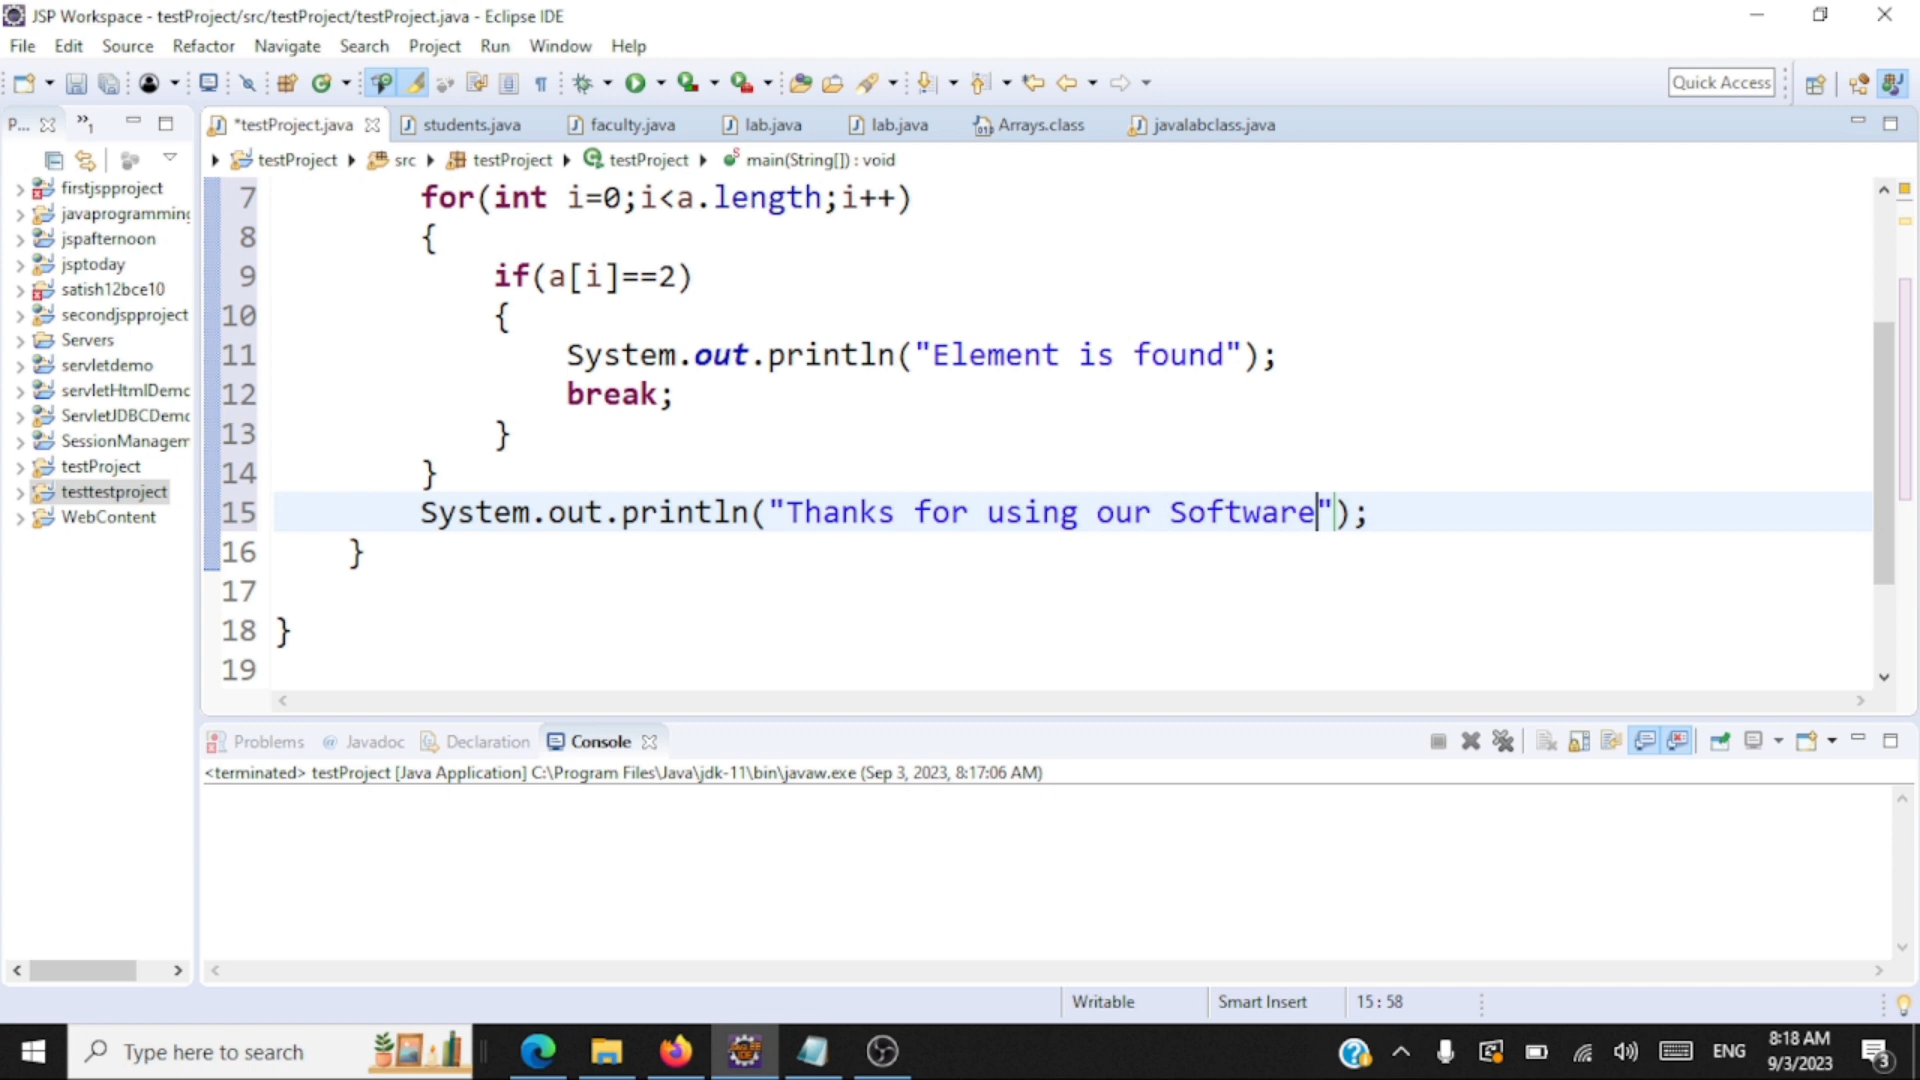 JSP Workspace - testProject/src/testProject/testProject.java - Eclipse IDE
File Edit Source Refactor Navigate Search Project Run Window Help
Quick Access
P... »1
*testProject.java students.java faculty.java lab.java lab.java Arrays.class javalabclass.java
testProject src testProject testProject main(String[]) : void
firstjspproject
javaprogramming
jspafternoon
jsptoday
satish12bce10
secondjspproject
Servers
servletdemo
servletHtmlDemo
ServletJDBCDemo
SessionManagem
testProject
testtestproject
WebContent
7 for(int i=0;i<a.length;i++)
8 {
9 if(a[i]==2)
10 {
11 System.out.println("Element is found");
12 break;
13 }
14 }
15 System.out.println("Thanks for using our Software");
16 }
17
18 }
19
Problems @ Javadoc Declaration Console
<terminated> testProject [Java Application] C:\Program Files\Java\jdk-11\bin\javaw.exe (Sep 3, 2023, 8:17:06 AM)
Writable Smart Insert 15 : 58
Type here to search
ENG
8:18 AM
9/3/2023
3